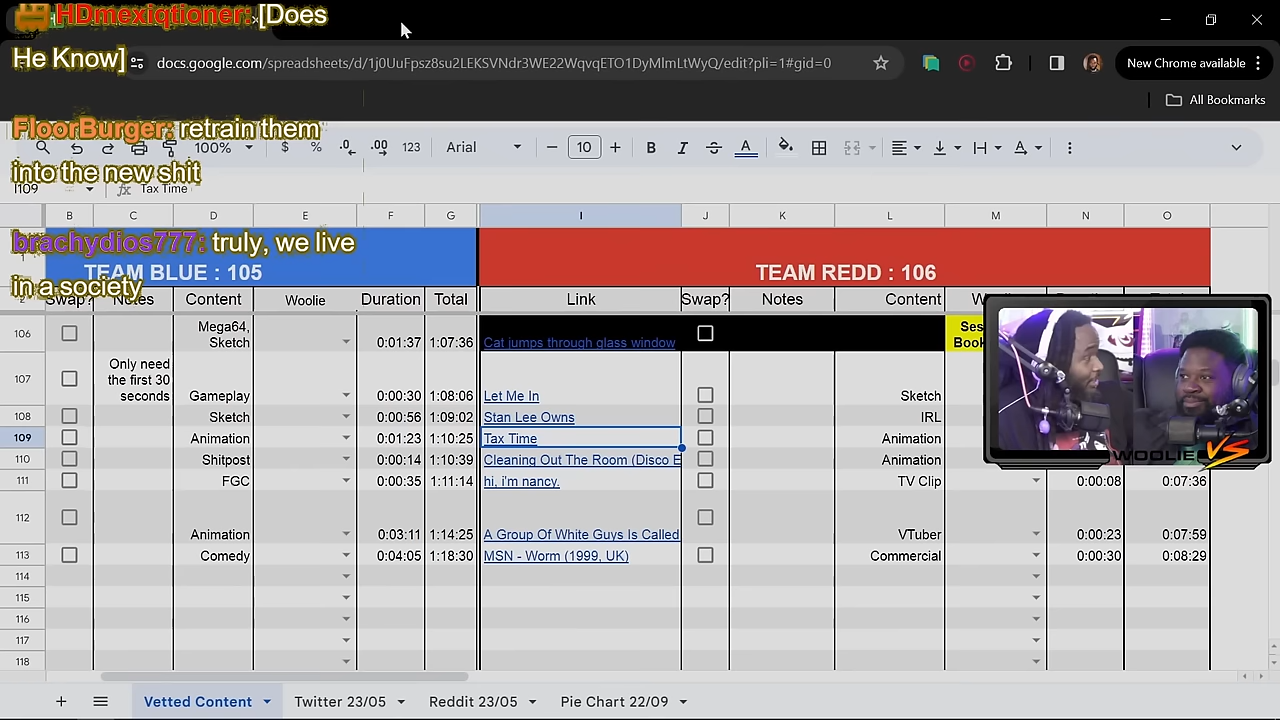 HDmexiqtioner: [Does
He Know]
docs.google.com/spreadsheets/d/1j0UuFpsz8su2LEKSVNdr3WE22WqvqETO1DyMlmLtWyQ/edit?pli=1#gid=0
New Chrome available
All Bookmarks
FloorBurger: retrain them
into the new shit
100%
$ % .0 .00 123
Arial
10
B I
I109
Tax Time
B C D E F G I J K L M N O
brachydios777: truly, we live
in a society
TEAM BLUE : 105
TEAM REDD : 106
Swap? Notes Content Woolie Duration Total Link Swap? Notes Content
106 Mega64, Sketch 0:01:37 1:07:36 Cat jumps through glass window
107 Only need the first 30 seconds Gameplay 0:00:30 1:08:06 Let Me In Sketch
108 Sketch 0:00:56 1:09:02 Stan Lee Owns IRL
109 Animation 0:01:23 1:10:25 Tax Time Animation
110 Shitpost 0:00:14 1:10:39 Cleaning Out The Room (Disco E Animation
111 FGC 0:00:35 1:11:14 hi, i'm nancy. TV Clip 0:00:08 0:07:36
112 Animation 0:03:11 1:14:25 A Group Of White Guys Is Called VTuber 0:00:23 0:07:59
113 Comedy 0:04:05 1:18:30 MSN - Worm (1999, UK) Commercial 0:00:30 0:08:29
114
115
116
117
118
WOOLIE VS
Vetted Content Twitter 23/05 Reddit 23/05 Pie Chart 22/09